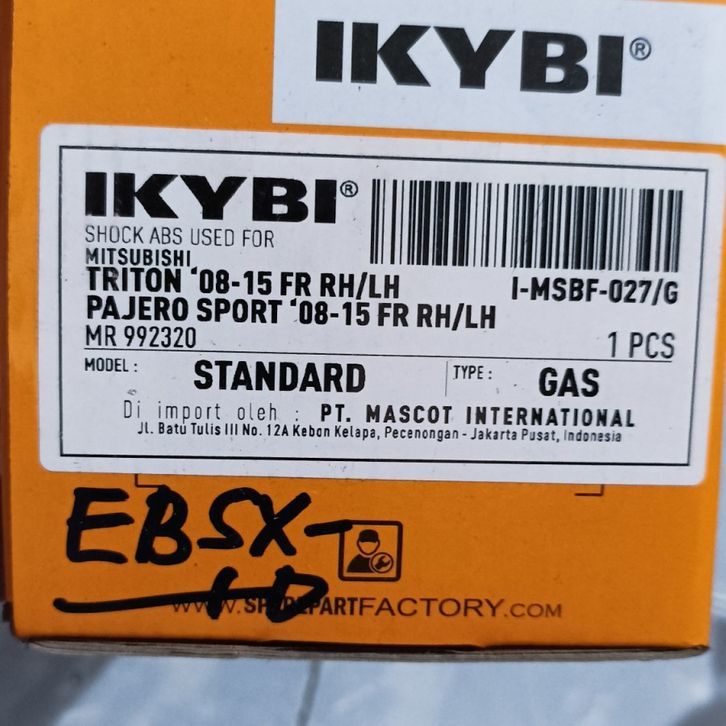 IKYBI®
IKYBI®
SHOCK ABS USED FOR
MITSUBISHI
TRITON '08-15 FR RH/LH
I-MSBF-027/G
PAJERO SPORT '08-15 FR RH/LH
MR 992320
1 PCS
MODEL : STANDARD
TYPE : GAS
Di import oleh : PT. MASCOT INTERNATIONAL
Jl. Batu Tulis III No. 12A Kebon Kelapa, Pecenongan - Jakarta Pusat, Indonesia
EBSX-
10
WWW.SPAREPARTFACTORY.COM